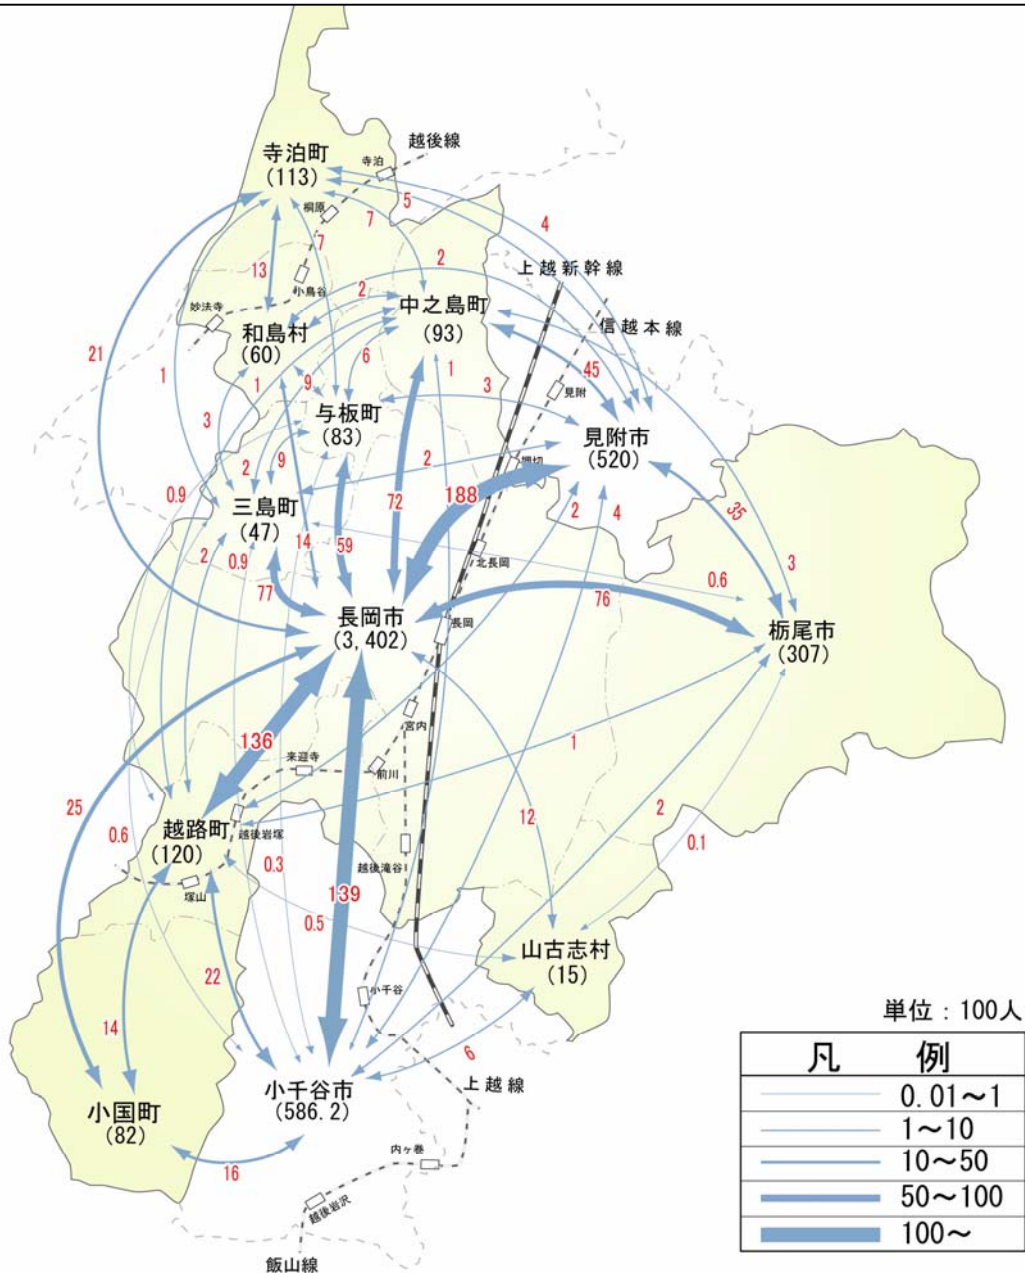 越後線
寺泊町
(113)
寺泊
5
4
桐原
7
7
2
上越新幹線
13
小島谷
2
中之島町
(93)
信越本線
妙法寺
和島村
(60)
21
1
6
1
45
1
9
3
見附
3
与板町
(83)
見附市
(520)
押切
2
9
2
0.9
三島町
(47)
72
188
2
4
35
2
0.9
14
59
北長岡
0.6
3
77
76
長岡市
(3,402)
長岡
栃尾市
(307)
宮内
136
来迎寺
前川
1
25
12
2
越路町
(120)
越後岩塚
0.6
0.3
越後滝谷
0.1
塚山
139
0.5
山古志村
(15)
22
小千谷
単位：100人
14
6
小千谷市
(586.2)
上越線
小国町
(82)
内ヶ巻
16
越後岩沢
飯山線
凡 例
0.01～1
1～10
10～50
50～100
100～